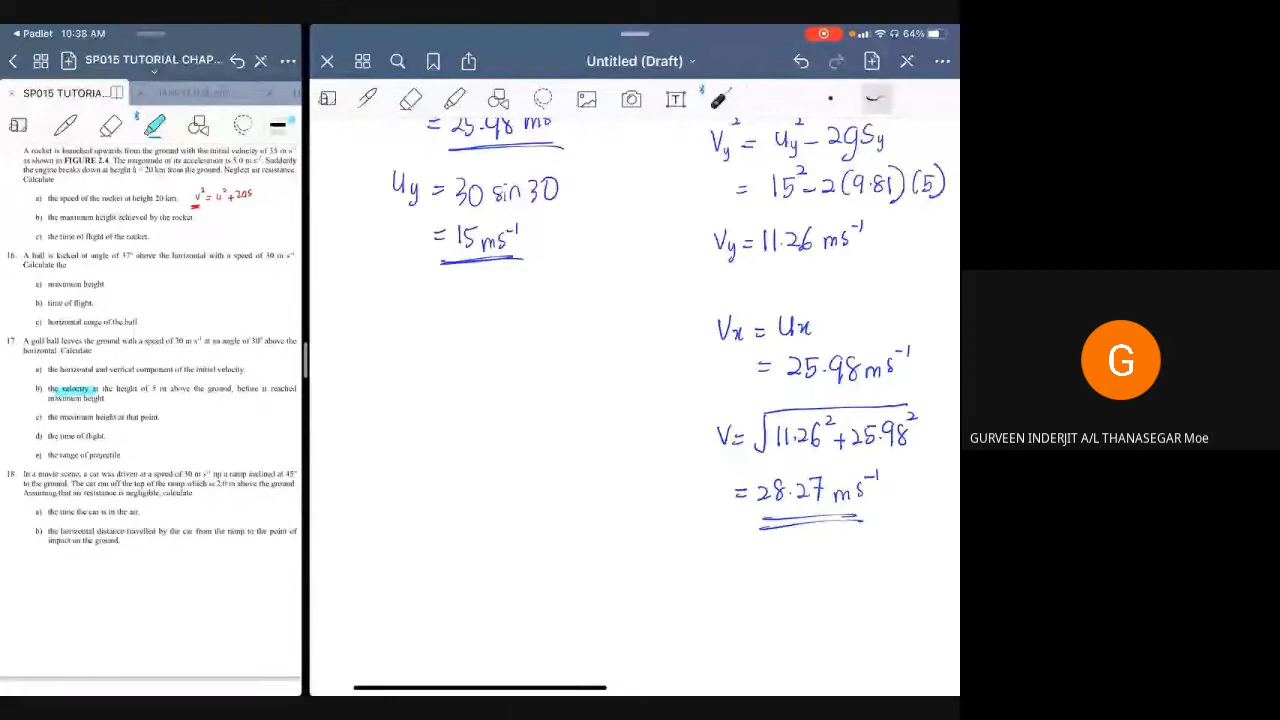 Padlet 10:38 AM
64%
SP015 TUTORIAL CHAP...
Untitled (Draft)
SP015 TUTORIA...
A rocket is launched upwards from the ground with the initial velocity of 35 m s⁻¹
as shown in FIGURE 2.4. The magnitude of its acceleration is 5.0 m s⁻². Suddenly
the engine breaks down at height h = 20 km from the ground. Neglect air resistance.
Calculate
a) the speed of the rocket at height 20 km. v² = u² + 2as
b) the maximum height achieved by the rocket
c) the time of flight of the rocket.
16. A ball is kicked at angle of 37° above the horizontal with a speed of 30 m s⁻¹
Calculate the
a) maximum height
b) time of flight.
c) horizontal range of the ball
17. A golf ball leaves the ground with a speed of 30 m s⁻¹ at an angle of 30° above the
horizontal. Calculate
a) the horizontal and vertical component of the initial velocity.
b) the velocity at the height of 5 m above the ground, before it reached
maximum height.
c) the maximum height at that point.
d) the time of flight.
e) the range of projectile
18. In a movie scene, a car was driven at a speed of 30 m s⁻¹ up a ramp inclined at 45°
to the ground. The car run off the top of the ramp which is 2.0 m above the ground.
Assuming that air resistance is negligible, calculate
a) the time the car is in the air.
b) the horizontal distance travelled by the car from the ramp to the point of
impact on the ground.
= 25.98 ms⁻¹
Uy = 30 sin 30
= 15 ms⁻¹
Vy² = Uy² - 2gSy
= 15² - 2(9.81)(5)
Vy = 11.26 ms⁻¹
Vx = Ux
= 25.98 ms⁻¹
V = √11.26² + 25.98²
= 28.27 ms⁻¹
G
GURVEEN INDERJIT A/L THANASEGAR Moe